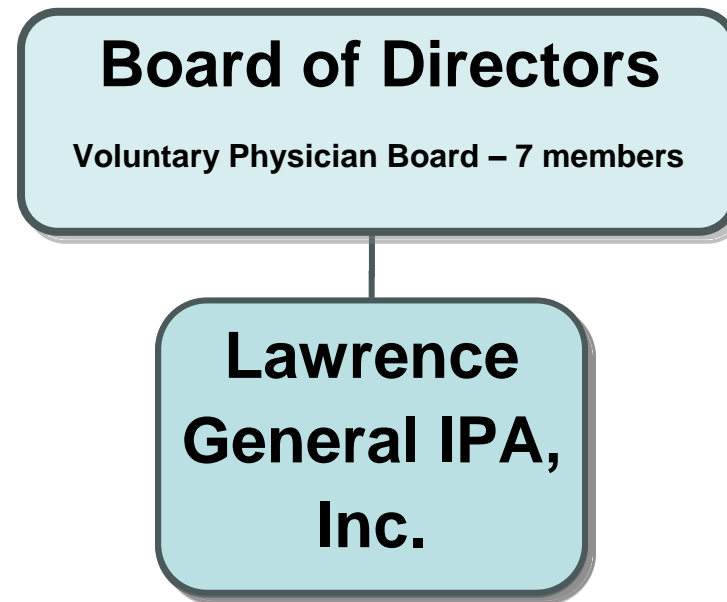 Board of Directors
Voluntary Physician Board – 7 members
Lawrence
General IPA,
Inc.